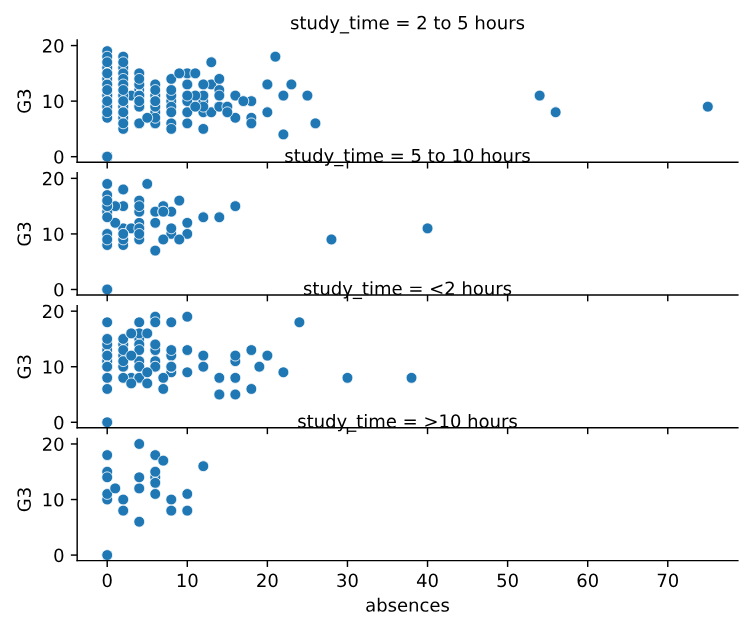 study_time = 2 to 5 hours
20
10
0
G3
study_time = 5 to 10 hours
20
10
0
G3
study_time = <2 hours
20
10
0
G3
study_time = >10 hours
20
10
0
G3
0 10 20 30 40 50 60 70
absences